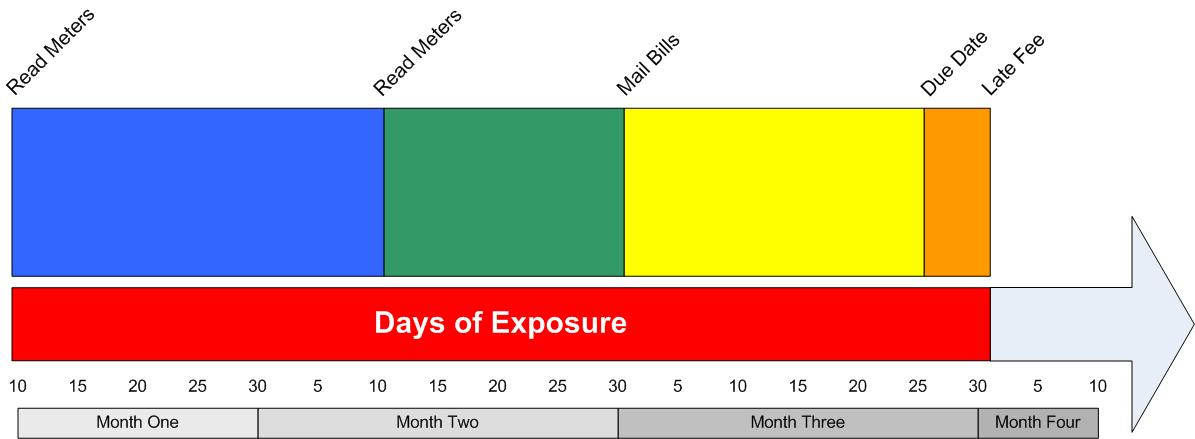 Read Meters
Read Meters
Mail Bills
Due Date
Late Fee
Days of Exposure
10 15 20 25 30 5 10 15 20 25 30 5 10 15 20 25 30 5 10
Month One Month Two Month Three Month Four